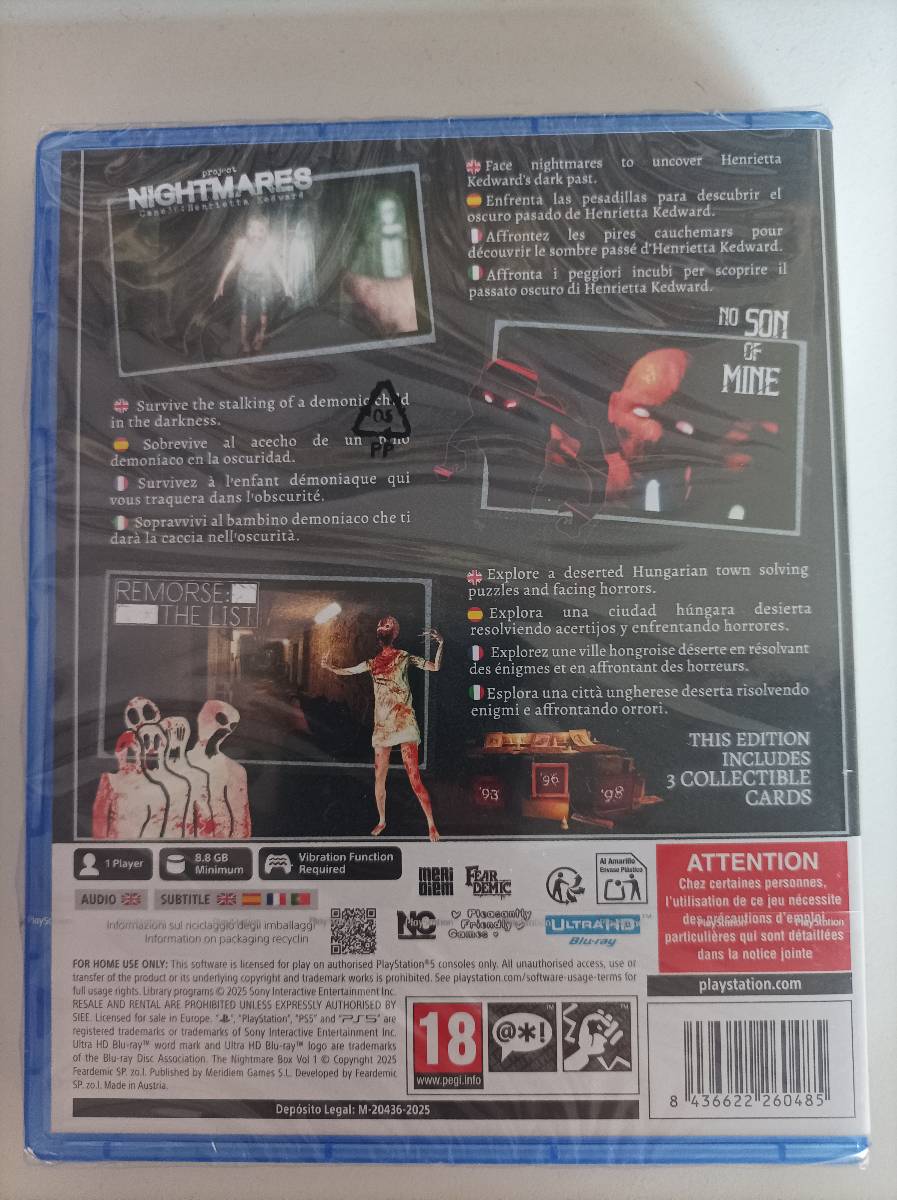 project
NIGHTMARES
Case 36: Henrietta Kedward
Face nightmares to uncover Henrietta
Kedward's dark past.
Enfrenta las pesadillas para descubrir el
oscuro pasado de Henrietta Kedward.
Affrontez les pires cauchemars pour
découvrir le sombre passé d'Henrietta Kedward.
Affronta i peggiori incubi per scoprire il
passato oscuro di Henrietta Kedward.
NO SON
OF
MINE
Survive the stalking of a demonic child
in the darkness.
Sobrevive al acecho de un niño
demoníaco en la oscuridad.
Survivez à l'enfant démoniaque qui
vous traquera dans l'obscurité.
Sopravvivi al bambino demoniaco che ti
darà la caccia nell'oscurità.
05
PP
REMORSE:
THE LIST
Explore a deserted Hungarian town solving
puzzles and facing horrors.
Explora una ciudad húngara desierta
resolviendo acertijos y enfrentando horrores.
Explorez une ville hongroise déserte en résolvant
des énigmes et en affrontant des horreurs.
Esplora una città ungherese deserta risolvendo
enigmi e affrontando orrori.
'93 '96 '98
THIS EDITION
INCLUDES
3 COLLECTIBLE
CARDS
1 Player
8.8 GB
Minimum
Vibration Function
Required
AUDIO
SUBTITLE
MERI
DIEM
FEAR
DEMIC
Al Amarillo
Envase Plástico
Informazioni sul riciclaggio degli imballaggi
Information on packaging recyclin
NC
Pleasantly
Friendly
Games
ULTRA HD
Blu-ray
ATTENTION
Chez certaines personnes,
l'utilisation de ce jeu nécessite
des précautions d'emploi
particulières qui sont détaillées
dans la notice jointe
playstation.com
FOR HOME USE ONLY: This software is licensed for play on authorised PlayStation®5 consoles only. All unauthorised access, use or
transfer of the product or its underlying copyright and trademark works is prohibited. See playstation.com/software-usage-terms for
full usage rights. Library programs © 2025 Sony Interactive Entertainment Inc.
RESALE AND RENTAL ARE PROHIBITED UNLESS EXPRESSLY AUTHORISED BY
SIEE. Licensed for sale in Europe. "", "PlayStation", "PS5" and "PS5" are
registered trademarks or trademarks of Sony Interactive Entertainment Inc.
Ultra HD Blu-ray™ word mark and Ultra HD Blu-ray™ logo are trademarks
of the Blu-ray Disc Association. The Nightmare Box Vol 1 © Copyright 2025
Feardemic SP. zo.l. Published by Meridiem Games S.L. Developed by Feardemic
SP. zo.l. Made in Austria.
18
www.pegi.info
@*!
Depósito Legal: M-20436-2025
8 436622 260485